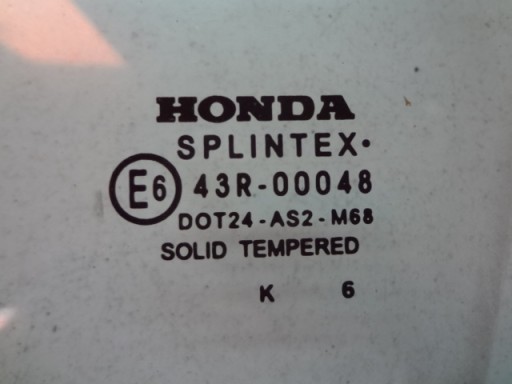 HONDA
SPLINTEX·
E6 43R-00048
DOT24-AS2-M68
SOLID TEMPERED
K 6